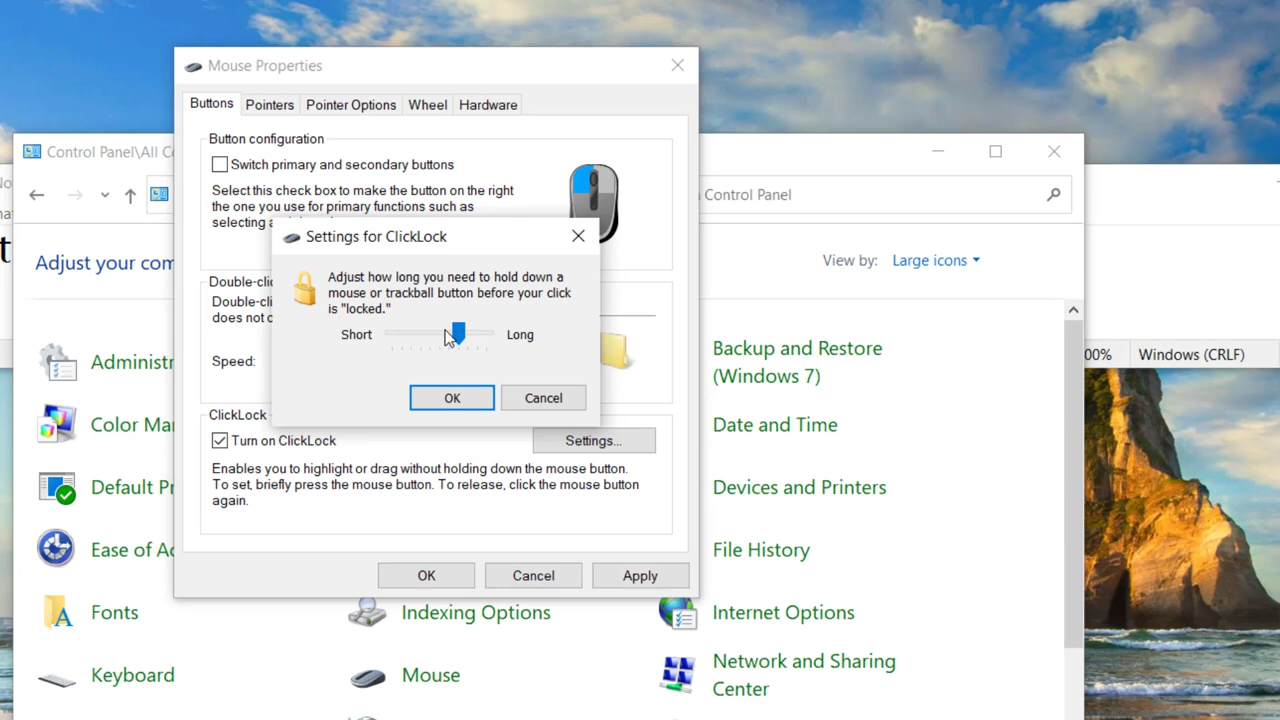 Mouse Properties
Buttons
Pointers
Pointer Options
Wheel
Hardware
Button configuration
Switch primary and secondary buttons
Select this check box to make the button on the right
the one you use for primary functions such as
selecting
Settings for ClickLock
Adjust how long you need to hold down a
mouse or trackball button before your click
is "locked."
Short
Long
OK
Cancel
Double-cli
Double-cli
does not c
Speed:
ClickLock
Turn on ClickLock
Settings...
Enables you to highlight or drag without holding down the mouse button.
To set, briefly press the mouse button. To release, click the mouse button
again.
OK
Cancel
Apply
Control Panel\All Co
Control Panel
Adjust your com
View by:
Large icons
Administr
Backup and Restore
(Windows 7)
Color Ma
Date and Time
Default Pr
Devices and Printers
Ease of Ac
File History
Fonts
Indexing Options
Internet Options
Keyboard
Mouse
Network and Sharing
Center
00%
Windows (CRLF)